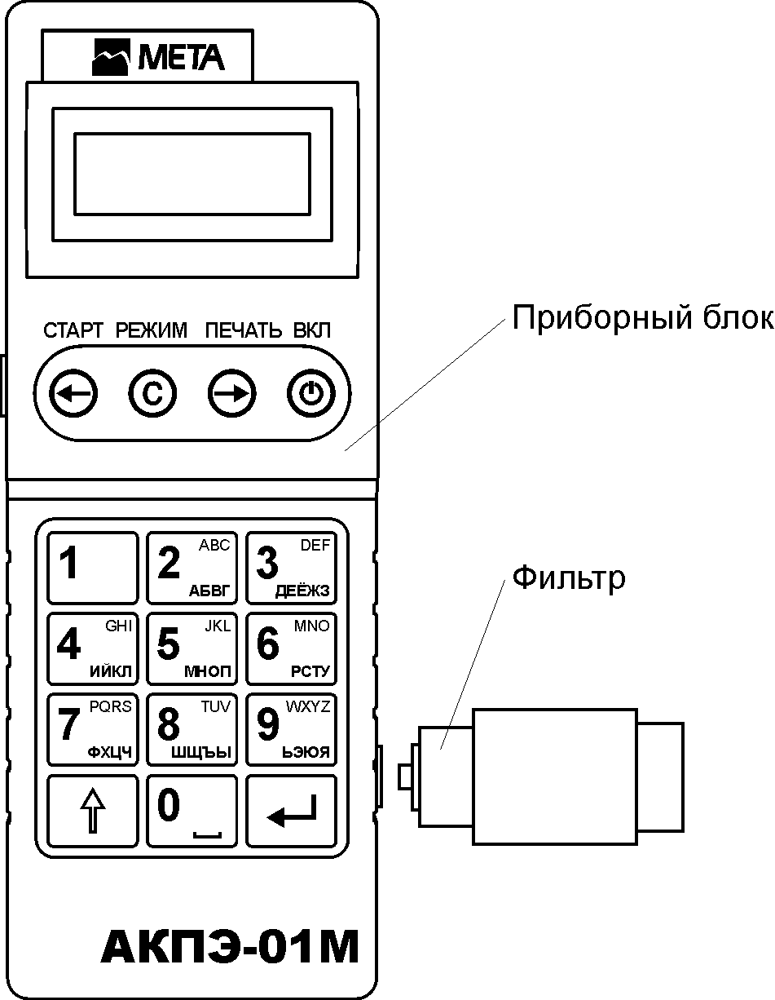 META
СТАРТ РЕЖИМ ПЕЧАТЬ ВКЛ
C
Приборный блок
1
2 ABC АБВГ
3 DEF ДЕЁЖЗ
Фильтр
4 GHI ИЙКЛ
5 JKL МНОП
6 MNO РСТУ
7 PQRS ФХЦЧ
8 TUV ШЩЪЫ
9 WXYZ ЬЭЮЯ
0
АКПЭ-01М